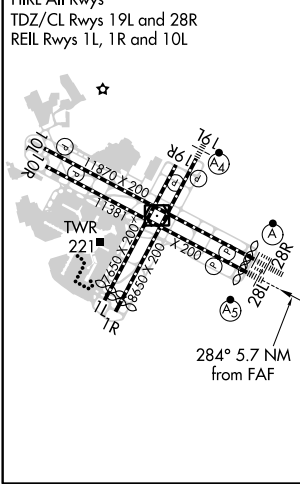 HIRL All Rwys
TDZ/CL Rwys 19L and 28R
REIL Rwys 1L, 1R and 10L
19L
19R
A4
10L
10R
P
P
P
P
P
P
11870 X 200
11381 X 200
TWR
221
7650 X 200
8650 X 200
A
28R
28L
1L
1R
A5
284° 5.7 NM
from FAF